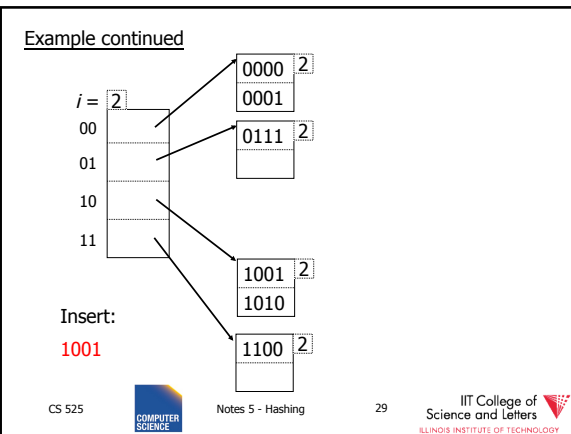 Example continued
0000 2
0001
i = 2
00
0111 2
01
10
11
1001 2
1010
Insert:
1001
1100 2
CS 525
COMPUTER
SCIENCE
Notes 5 - Hashing
29
IIT College of
Science and Letters
ILLINOIS INSTITUTE OF TECHNOLOGY